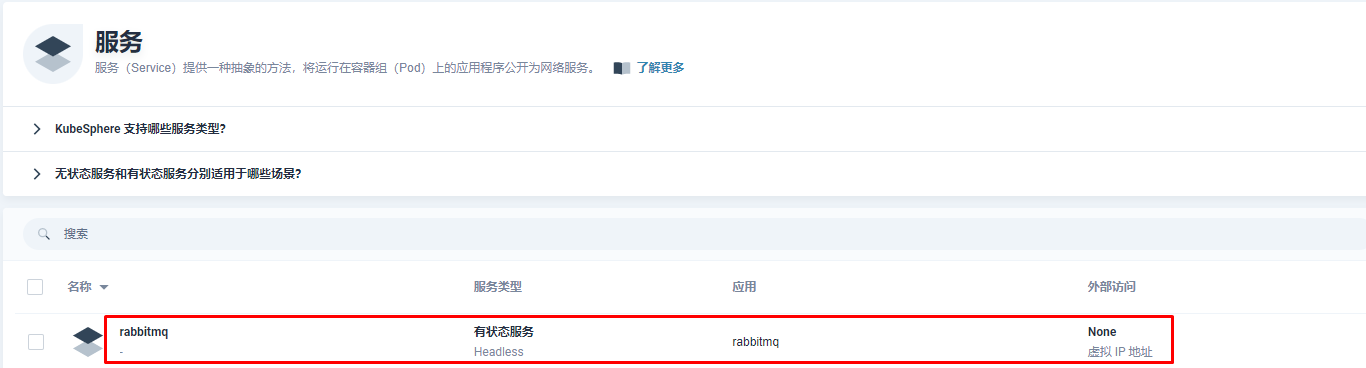 服务
服务（Service）提供一种抽象的方法，将运行在容器组（Pod）上的应用程序公开为网络服务。 了解更多
KubeSphere 支持哪些服务类型?
无状态服务和有状态服务分别适用于哪些场景?
搜索
名称 服务类型 应用 外部访问
rabbitmq 有状态服务 rabbitmq None
- Headless 虚拟 IP 地址